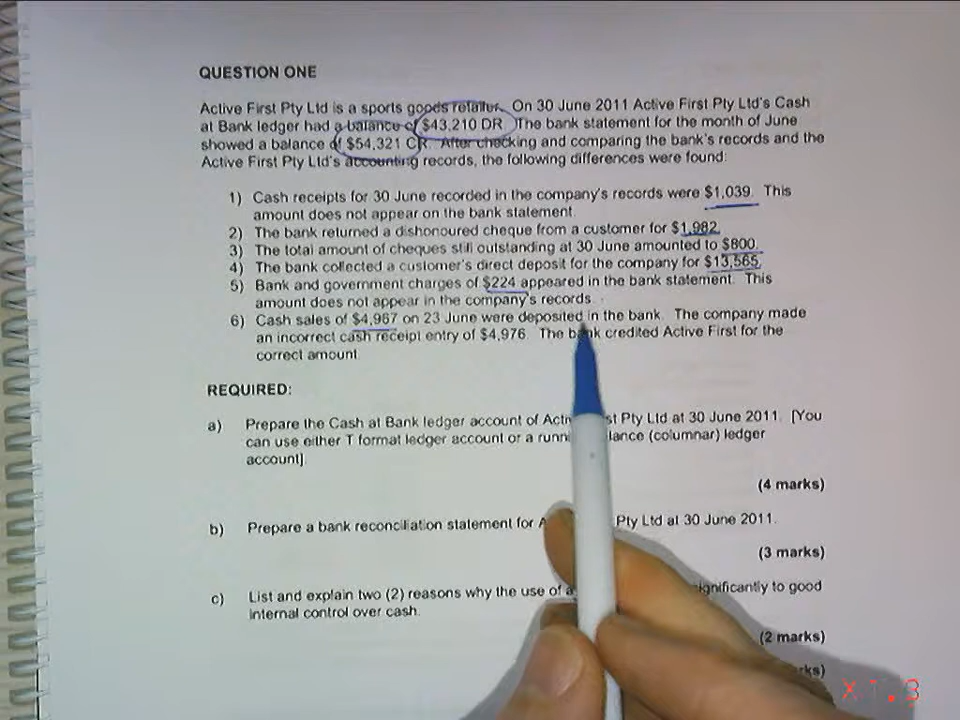 QUESTION ONE
Active First Pty Ltd is a sports goods retailer. On 30 June 2011 Active First Pty Ltd's Cash
at Bank ledger had a balance of $43,210 DR. The bank statement for the month of June
showed a balance of $54,321 CR. After checking and comparing the bank's records and the
Active First Pty Ltd's accounting records, the following differences were found:
1) Cash receipts for 30 June recorded in the company's records were $1,039. This
amount does not appear on the bank statement.
2) The bank returned a dishonoured cheque from a customer for $1,982.
3) The total amount of cheques still outstanding at 30 June amounted to $800.
4) The bank collected a customer's direct deposit for the company for $13,565.
5) Bank and government charges of $224 appeared in the bank statement. This
amount does not appear in the company's records.
6) Cash sales of $4,967 on 23 June were deposited in the bank. The company made
an incorrect cash receipt entry of $4,976. The bank credited Active First for the
correct amount.
REQUIRED:
a) Prepare the Cash at Bank ledger account of Pty Ltd at 30 June 2011. [You
can use either T format ledger account or a (columnar) ledger
account].
(4 marks)
b) Prepare a bank reconciliation statement for Pty Ltd at 30 June 2011.
(3 marks)
c) List and explain two (2) reasons why the use of to good
internal control over cash.
(2 marks)
X1.3